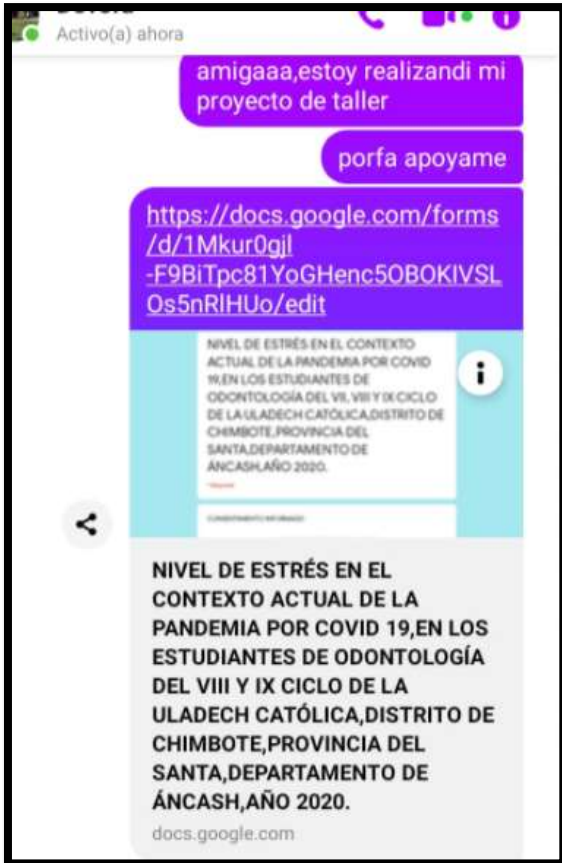 Activo(a) ahora
amigaaa,estoy realizandi mi
proyecto de taller
porfa apoyame
https://docs.google.com/forms
/d/1Mkur0gjl
-F9BiTpc81YoGHenc5OBOKIVSL
Os5nRlHUo/edit
NIVEL DE ESTRÉS EN EL CONTEXTO
ACTUAL DE LA PANDEMIA POR COVID
19,EN LOS ESTUDIANTES DE
ODONTOLOGÍA DEL VII, VIII Y IX CICLO
DE LA ULADECH CATÓLICA,DISTRITO DE
CHIMBOTE,PROVINCIA DEL
SANTA,DEPARTAMENTO DE
ÁNCASH,AÑO 2020.
CONSENTIMIENTO INFORMADO
NIVEL DE ESTRÉS EN EL
CONTEXTO ACTUAL DE LA
PANDEMIA POR COVID 19,EN LOS
ESTUDIANTES DE ODONTOLOGÍA
DEL VIII Y IX CICLO DE LA
ULADECH CATÓLICA,DISTRITO DE
CHIMBOTE,PROVINCIA DEL
SANTA,DEPARTAMENTO DE
ÁNCASH,AÑO 2020.
docs.google.com